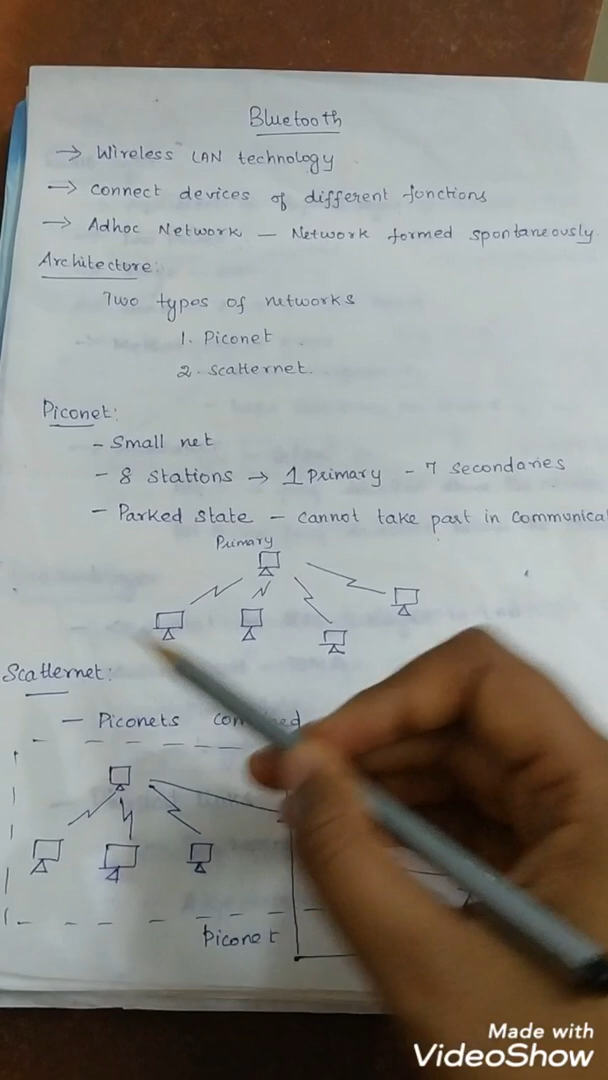 Bluetooth
→ Wireless LAN technology
→ connect devices of different functions
→ Adhoc Network — Network formed spontaneously.
Architecture:
Two types of networks
1. Piconet
2. Scatternet.
Piconet:
- Small net
- 8 stations → 1 Primary - 7 secondaries
- Parked state - cannot take part in communica
Primary
Scatternet:
- Piconets
Piconet
Made with
VideoShow